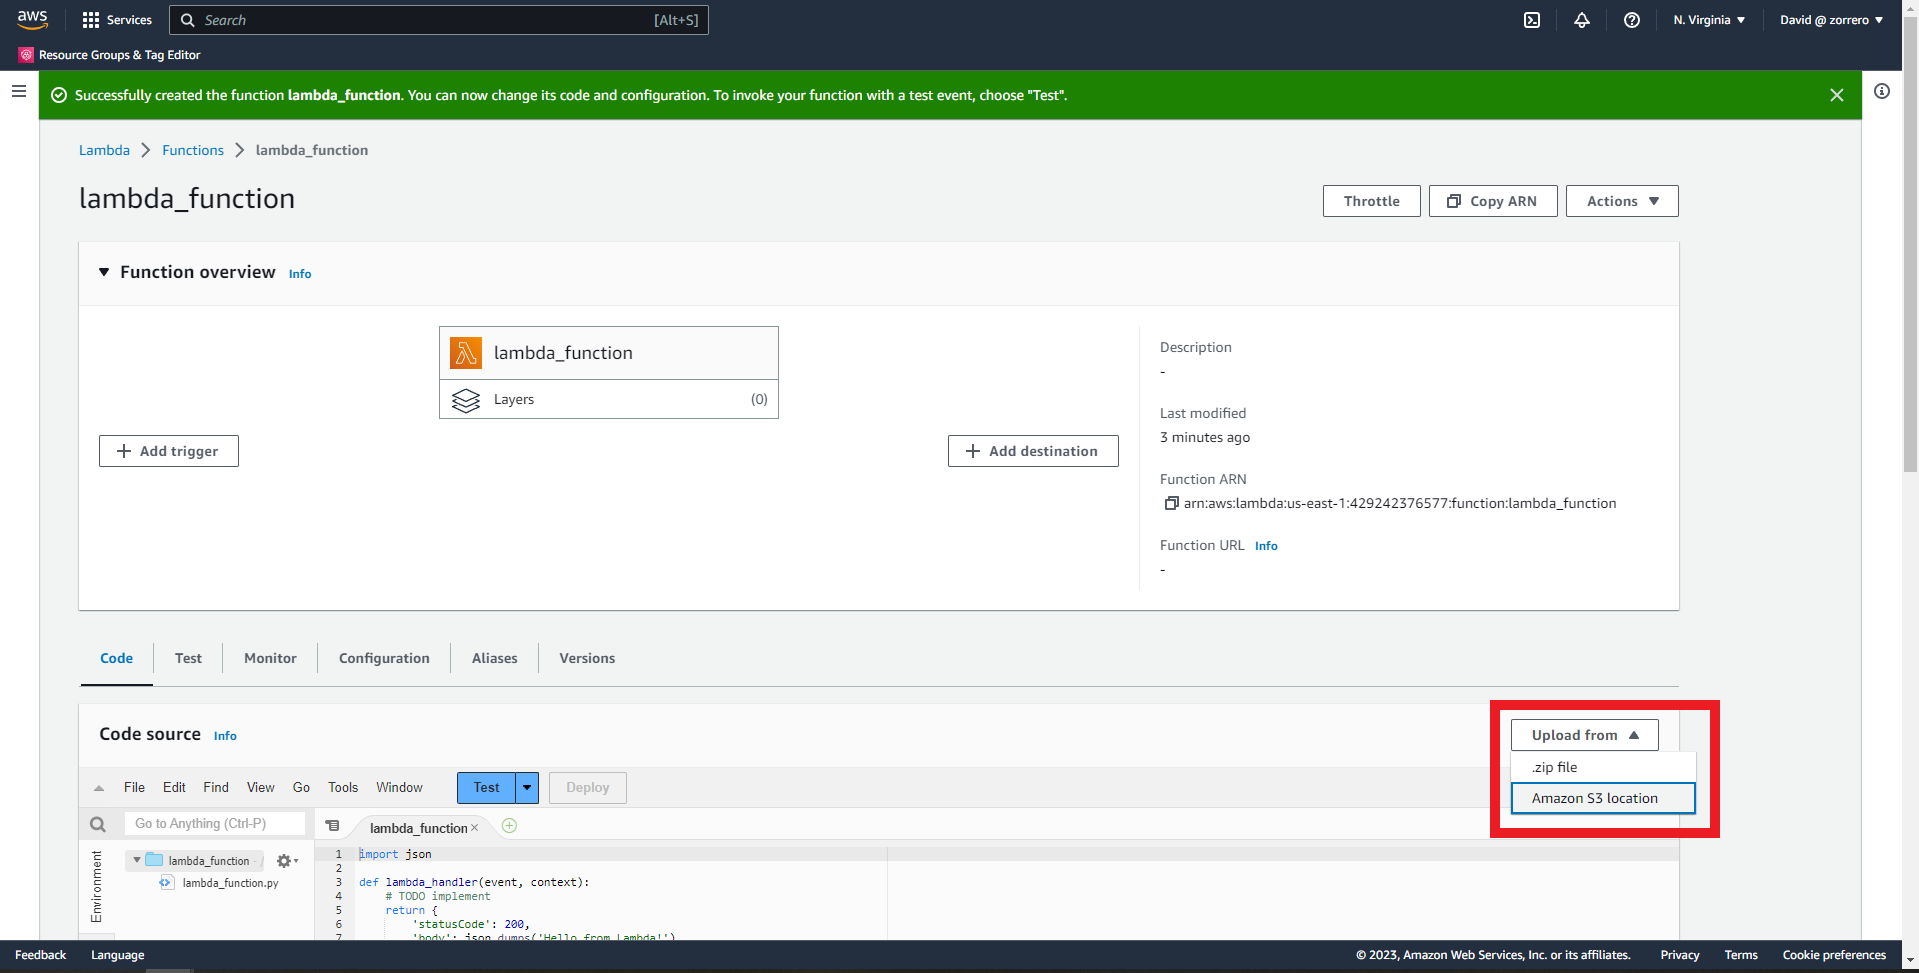 aws
Services
Search
[Alt+S]
N. Virginia
David @ zorrero
Resource Groups & Tag Editor
Successfully created the function lambda_function. You can now change its code and configuration. To invoke your function with a test event, choose "Test".
Lambda
Functions
lambda_function
lambda_function
Throttle
Copy ARN
Actions
Function overview
Info
lambda_function
Layers
(0)
Add trigger
Add destination
Description
-
Last modified
3 minutes ago
Function ARN
arn:aws:lambda:us-east-1:429242376577:function:lambda_function
Function URL Info
-
Code
Test
Monitor
Configuration
Aliases
Versions
Code source
Info
Upload from
.zip file
Amazon S3 location
File
Edit
Find
View
Go
Tools
Window
Test
Deploy
Go to Anything (Ctrl-P)
lambda_function
Environment
lambda_function - /
lambda_function.py
1 import json
2
3 def lambda_handler(event, context):
4 # TODO implement
5 return {
6 'statusCode': 200,
7 'body': json.dumps('Hello from Lambda!')
Feedback
Language
© 2023, Amazon Web Services, Inc. or its affiliates.
Privacy
Terms
Cookie preferences